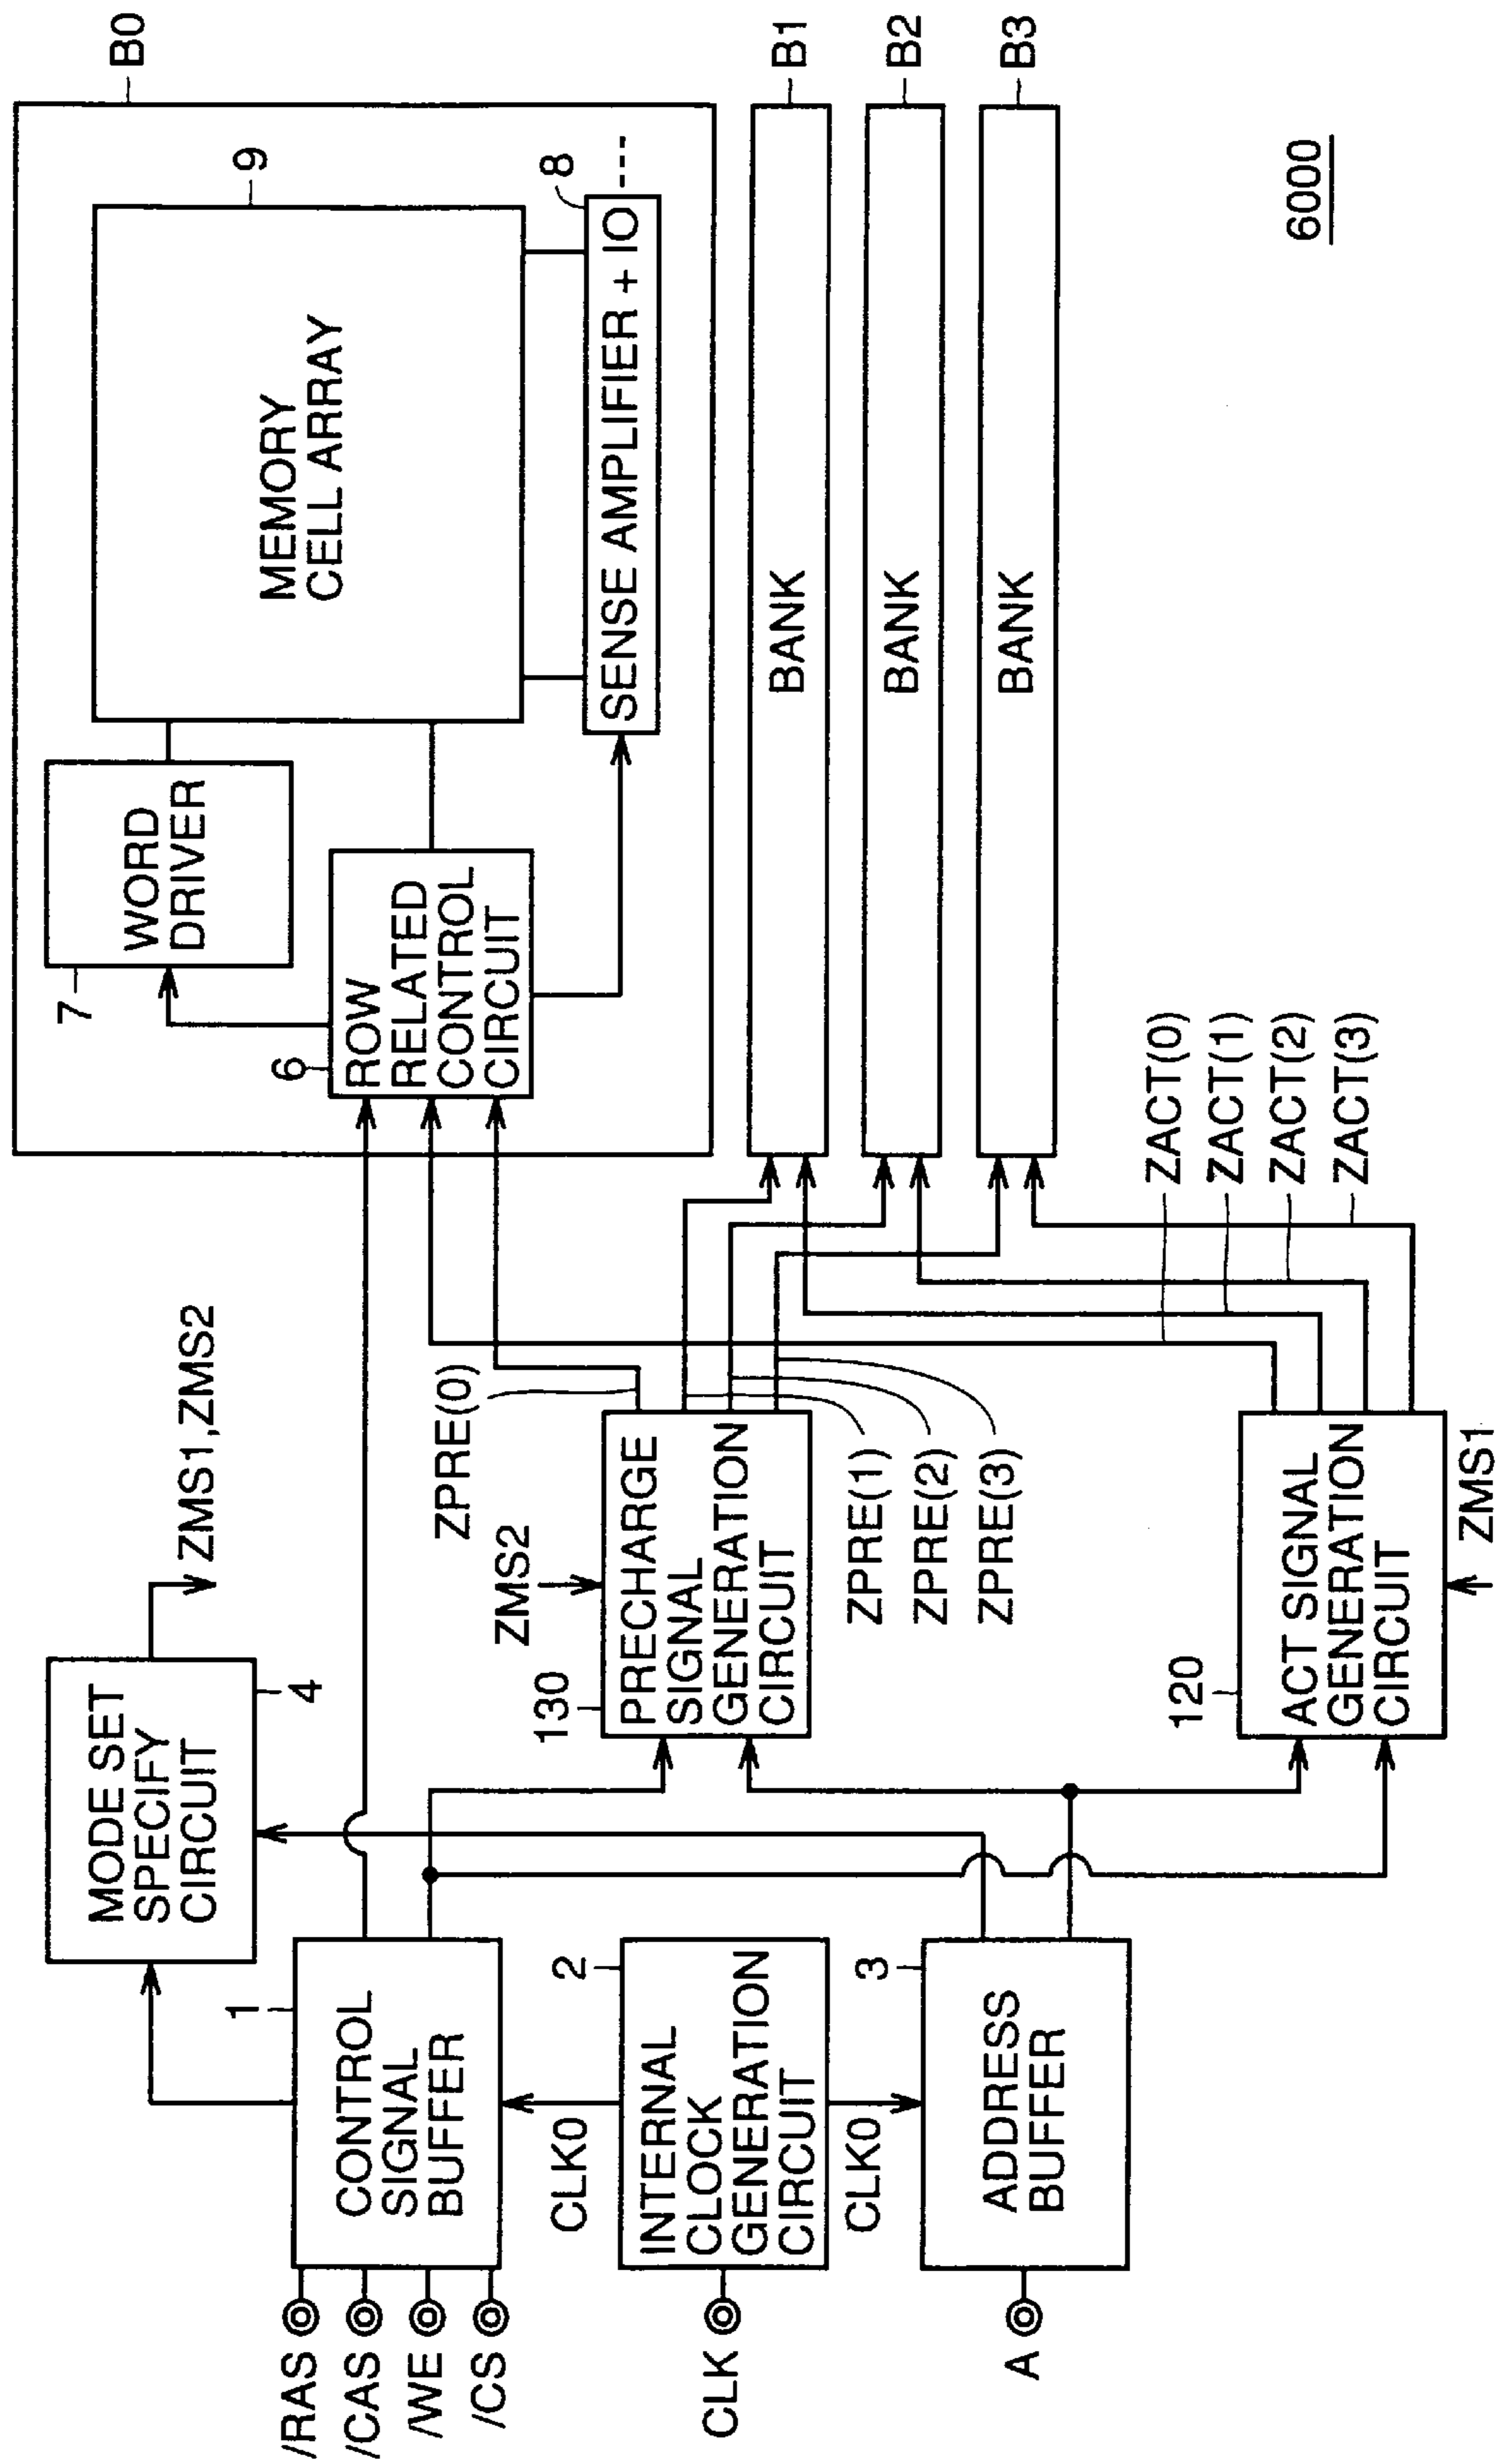 /RAS
/CAS
/WE
/CS
CLK
A
1
CONTROL
SIGNAL
BUFFER
CLK0
2
INTERNAL
CLOCK
GENERATION
CIRCUIT
CLK0
3
ADDRESS
BUFFER
MODE SET
SPECIFY
CIRCUIT
4
ZMS1,ZMS2
ZPRE(0)
ZMS2
130
PRECHARGE
SIGNAL
GENERATION
CIRCUIT
ZPRE(1)
ZPRE(2)
ZPRE(3)
120
ACT SIGNAL
GENERATION
CIRCUIT
ZMS1
ZACT(0)
ZACT(1)
ZACT(2)
ZACT(3)
7
WORD
DRIVER
6
ROW
RELATED
CONTROL
CIRCUIT
MEMORY
CELL ARRAY
9
8
SENSE AMPLIFIER + IO
B0
BANK
B1
BANK
B2
BANK
B3
6000